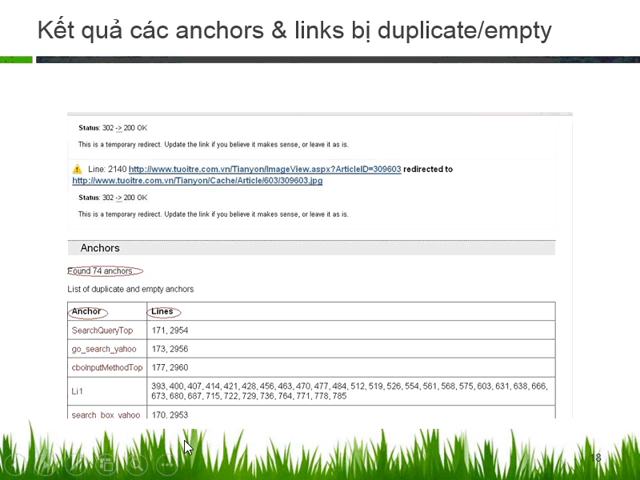 Kết quả các anchors & links bị duplicate/empty
Status: 302 -> 200 OK
This is a temporary redirect. Update the link if you believe it makes sense, or leave it as is.
Line: 2140 http://www.tuoitre.com.vn/Tianyon/ImageView.aspx?ArticleID=309603 redirected to
http://www.tuoitre.com.vn/Tianyon/Cache/Article/603/309603.jpg
Status: 302 -> 200 OK
This is a temporary redirect. Update the link if you believe it makes sense, or leave it as is.
Anchors
Found 74 anchors.
List of duplicate and empty anchors
Anchor Lines
SearchQueryTop 171, 2954
go_search_yahoo 173, 2956
cboInputMethodTop 177, 2960
Li1 393, 400, 407, 414, 421, 428, 456, 463, 470, 477, 484, 512, 519, 526, 554, 561, 568, 575, 603, 631, 638, 666,
673, 680, 687, 715, 722, 729, 736, 764, 771, 778, 785
search_box_yahoo 170, 2953
18